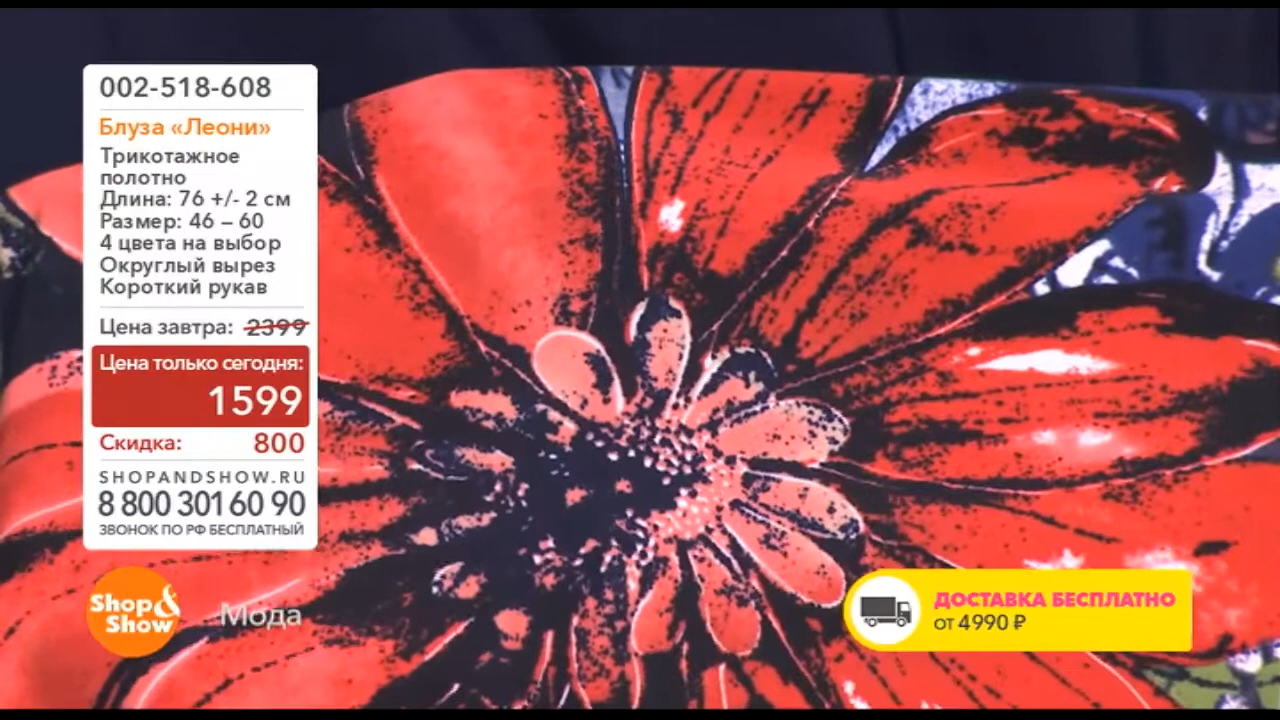 002-518-608
Блуза «Леони»
Трикотажное
полотно
Длина: 76 +/- 2 см
Размер: 46 – 60
4 цвета на выбор
Округлый вырез
Короткий рукав
Цена завтра: 2399
Цена только сегодня:
1599
Скидка: 800
SHOPANDSHOW.RU
8 800 301 60 90
ЗВОНОК ПО РФ БЕСПЛАТНЫЙ
Shop&
Show
Мода
ДОСТАВКА БЕСПЛАТНО
от 4990 ₽